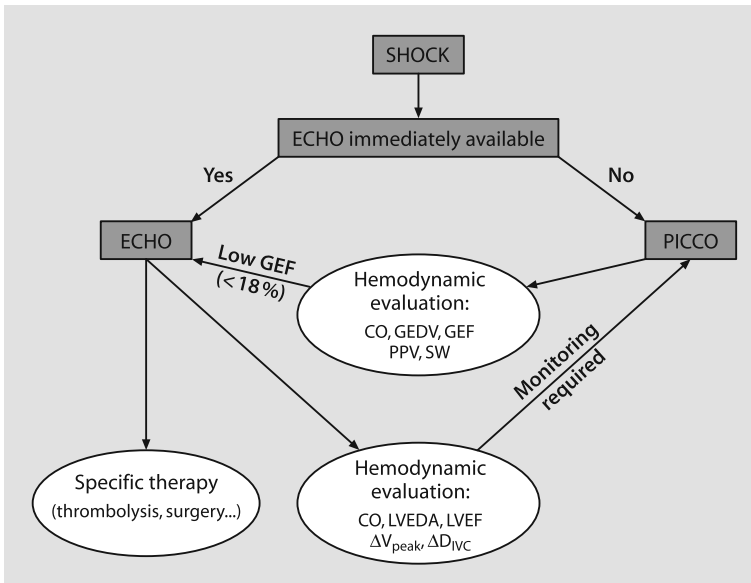 SHOCK
ECHO immediately available
Yes
No
ECHO
PICCO
Low GEF
(< 18 %)
Hemodynamic
evaluation:
CO, GEDV, GEF
PPV, SW
Monitoring
required
Specific therapy
(thrombolysis, surgery...)
Hemodynamic
evaluation:
CO, LVEDA, LVEF
ΔVpeak, ΔDIVC